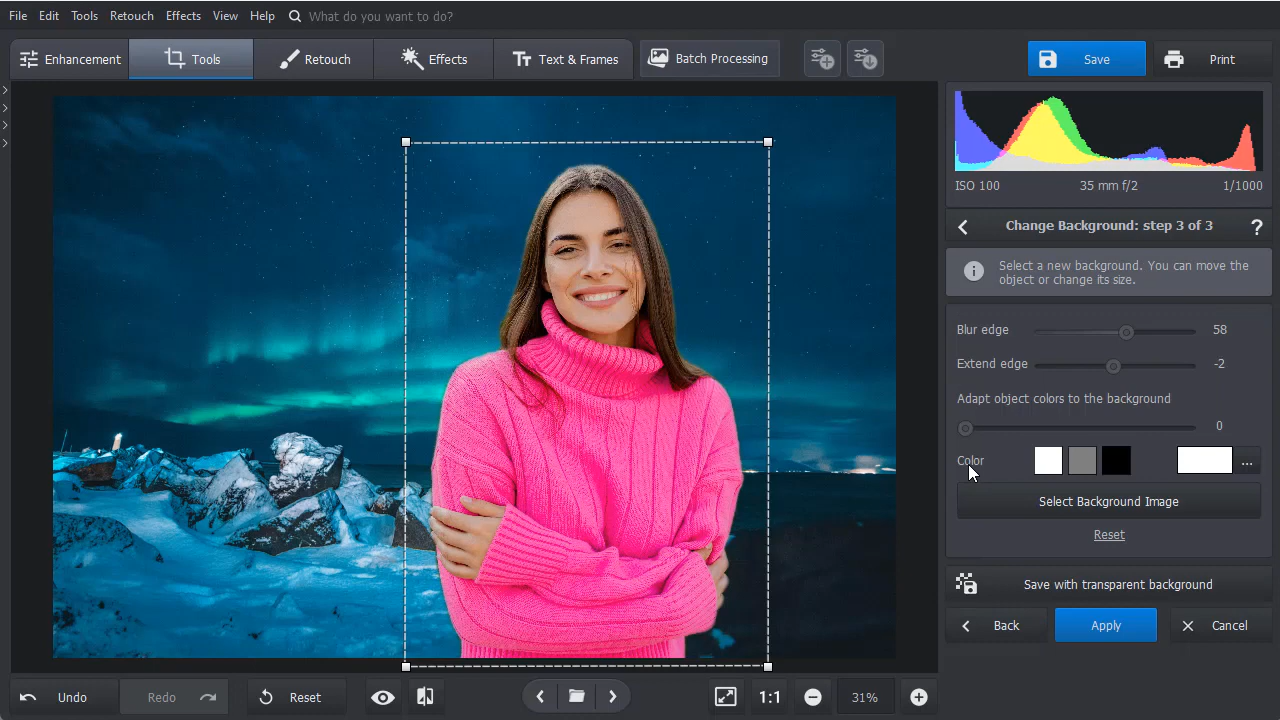 File Edit Tools Retouch Effects View Help What do you want to do?
Enhancement Tools Retouch Effects Text & Frames Batch Processing Save Print
ISO 100 35 mm f/2 1/1000
Change Background: step 3 of 3 ?
Select a new background. You can move the
object or change its size.
Blur edge 58
Extend edge -2
Adapt object colors to the background
0
Color ...
Select Background Image
Reset
Save with transparent background
Back Apply Cancel
Undo Redo Reset 1:1 31%